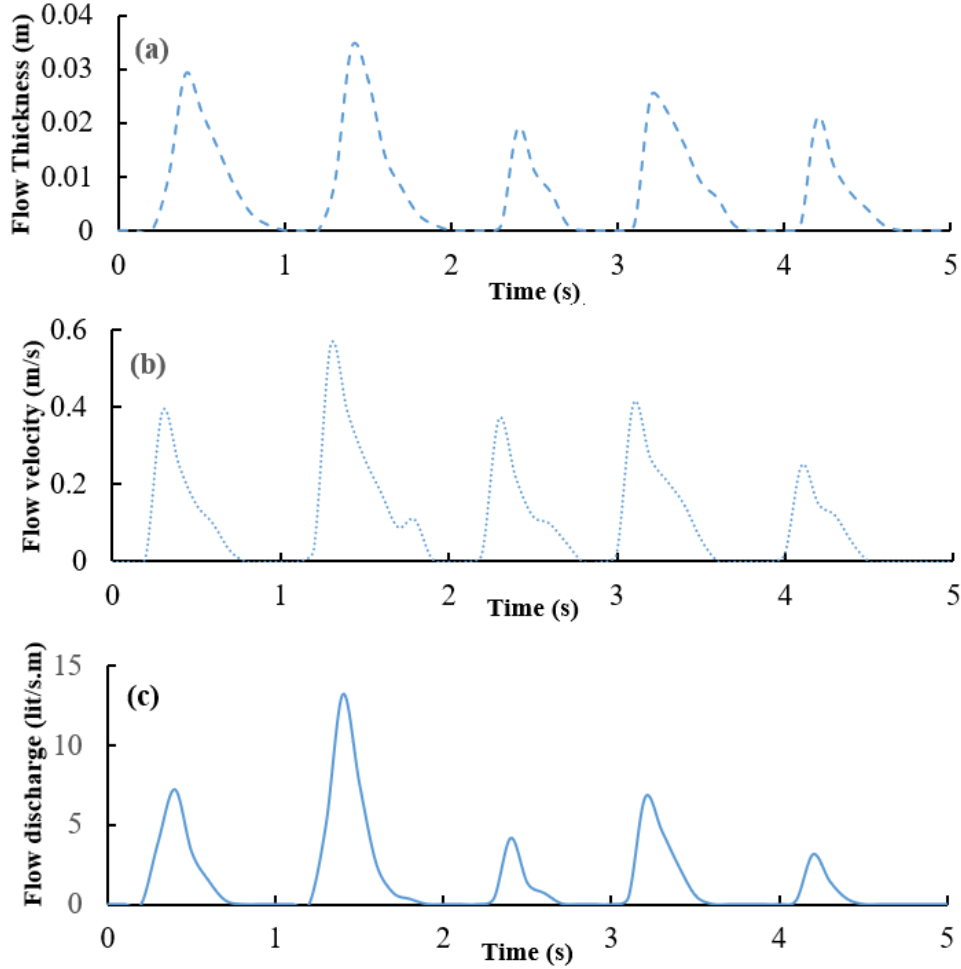 Flow Thickness (m)
0.04
0.03
0.02
0.01
0
(a)
0 1 2 3 4 5
Time (s)
Flow velocity (m/s)
0.6
0.4
0.2
0
(b)
0 1 2 3 4 5
Time (s)
Flow discharge (lit/s.m)
15
10
5
0
(c)
0 1 2 3 4 5
Time (s)